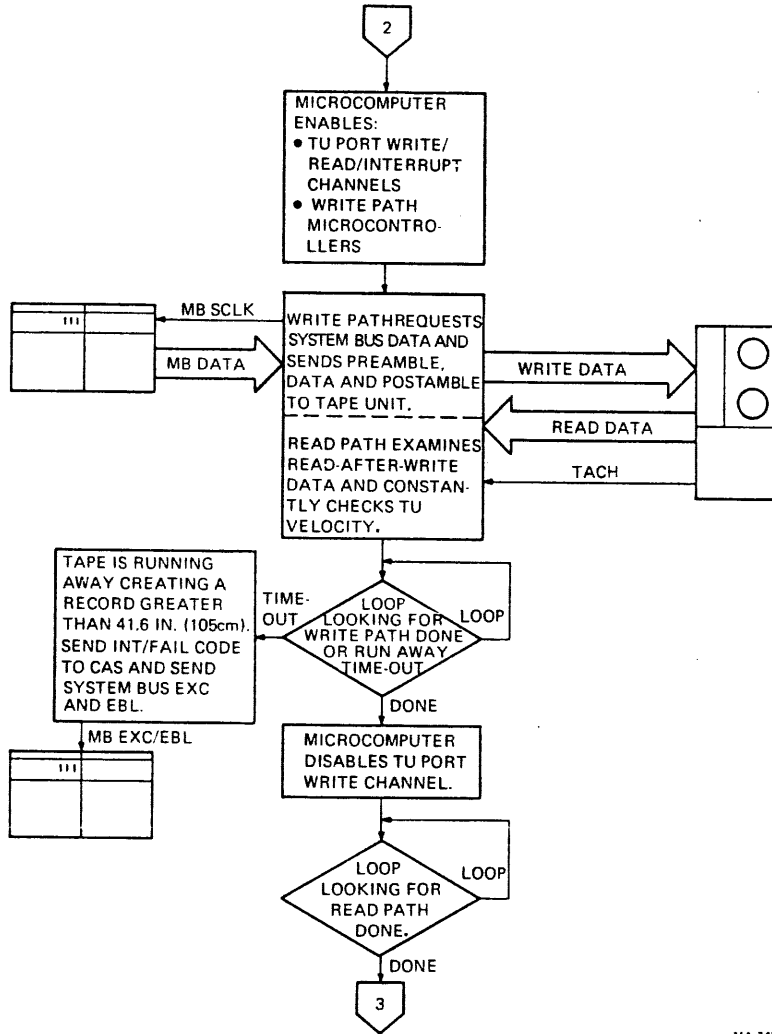 2
MICROCOMPUTER
ENABLES:
• TU PORT WRITE/
READ/INTERRUPT
CHANNELS
• WRITE PATH
MICROCONTRO-
LLERS
MB SCLK
MB DATA
WRITE PATHREQUESTS
SYSTEM BUS DATA AND
SENDS PREAMBLE,
DATA AND POSTAMBLE
TO TAPE UNIT.
READ PATH EXAMINES
READ-AFTER-WRITE
DATA AND CONSTAN-
TLY CHECKS TU
VELOCITY.
WRITE DATA
READ DATA
TACH
TAPE IS RUNNING
AWAY CREATING A
RECORD GREATER
THAN 41.6 IN. (105cm).
SEND INT/FAIL CODE
TO CAS AND SEND
SYSTEM BUS EXC
AND EBL.
TIME-
OUT
LOOP
LOOKING FOR
WRITE PATH DONE
OR RUN AWAY
TIME-OUT
LOOP
DONE
MB EXC/EBL
MICROCOMPUTER
DISABLES TU PORT
WRITE CHANNEL.
LOOP
LOOKING FOR
READ PATH
DONE.
LOOP
DONE
3